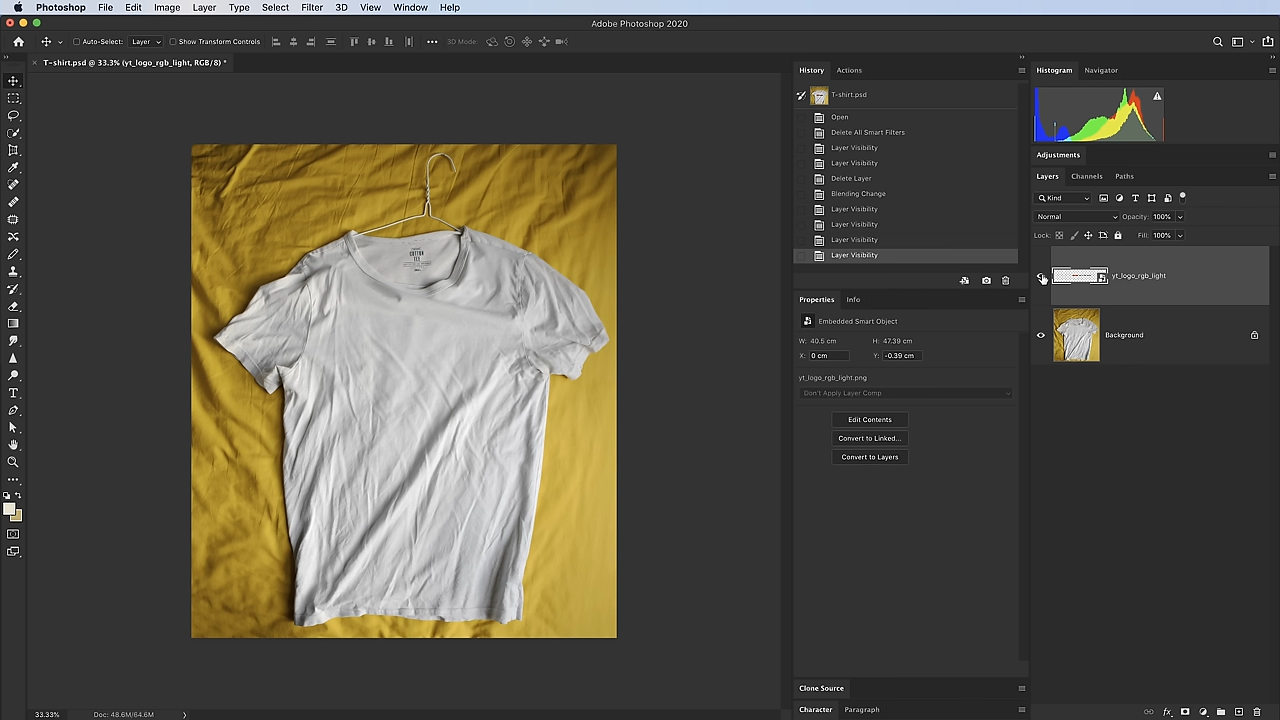 Photoshop File Edit Image Layer Type Select Filter 3D View Window Help
Adobe Photoshop 2020
Auto-Select: Layer Show Transform Controls 3D Mode:
T-shirt.psd @ 33.3% (yt_logo_rgb_light, RGB/8) *
History Actions
T-shirt.psd
Open
Delete All Smart Filters
Layer Visibility
Layer Visibility
Delete Layer
Blending Change
Layer Visibility
Layer Visibility
Layer Visibility
Layer Visibility
Properties Info
Embedded Smart Object
W: 40.5 cm H: 47.39 cm
X: 0 cm Y: -0.39 cm
yt_logo_rgb_light.png
Don't Apply Layer Comp
Edit Contents
Convert to Linked...
Convert to Layers
Clone Source
Character Paragraph
Histogram Navigator
Adjustments
Layers Channels Paths
Kind
Normal Opacity: 100%
Lock: Fill: 100%
yt_logo_rgb_light
Background
COTTON
TEE
33.33% Doc: 48.6M/64.6M